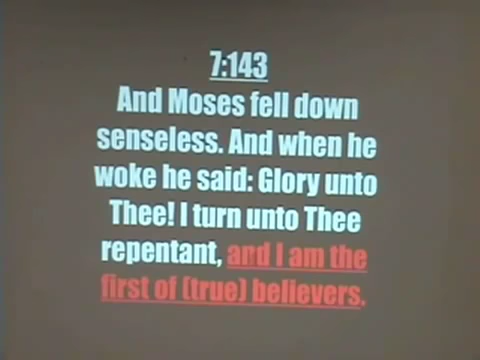 7:143
And Moses fell down
senseless. And when he
woke he said: Glory unto
Thee! I turn unto Thee
repentant, and I am the
first of (true) believers.